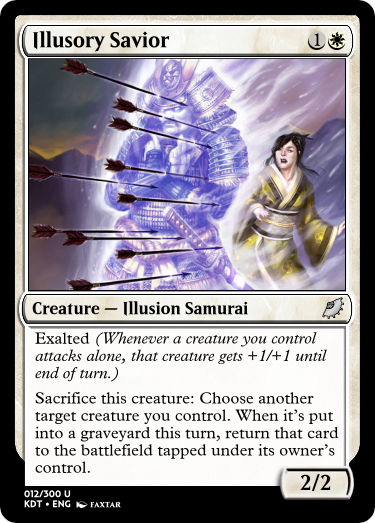 Illusory Savior 1
Creature — Illusion Samurai
Exalted (Whenever a creature you control
attacks alone, that creature gets +1/+1 until
end of turn.)
Sacrifice this creature: Choose another
target creature you control. When it's put
into a graveyard this turn, return that card
to the battlefield tapped under its owner's
control.
2/2
012/300 U
KDT • ENG FAXTAR